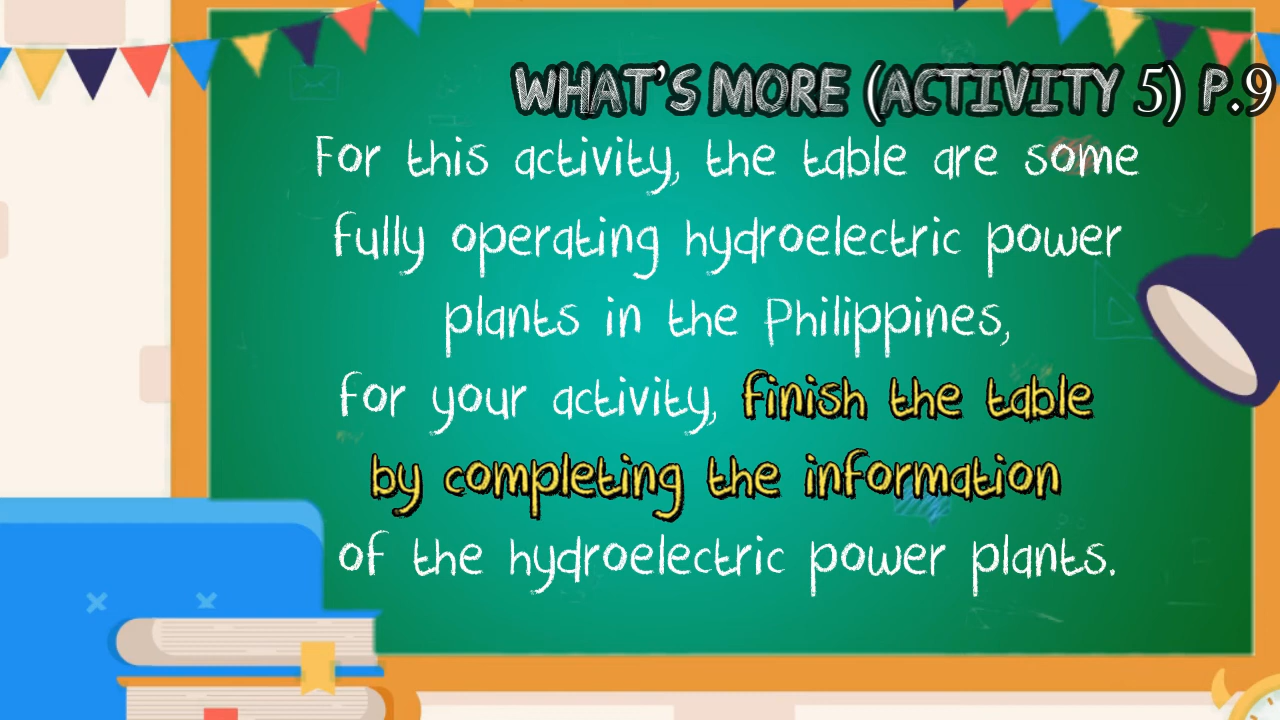 WHAT'S MORE (ACTIVITY 5) P.9
For this activity, the table are some
fully operating hydroelectric power
plants in the Philippines,
for your activity, finish the table
by completing the information
of the hydroelectric power plants.